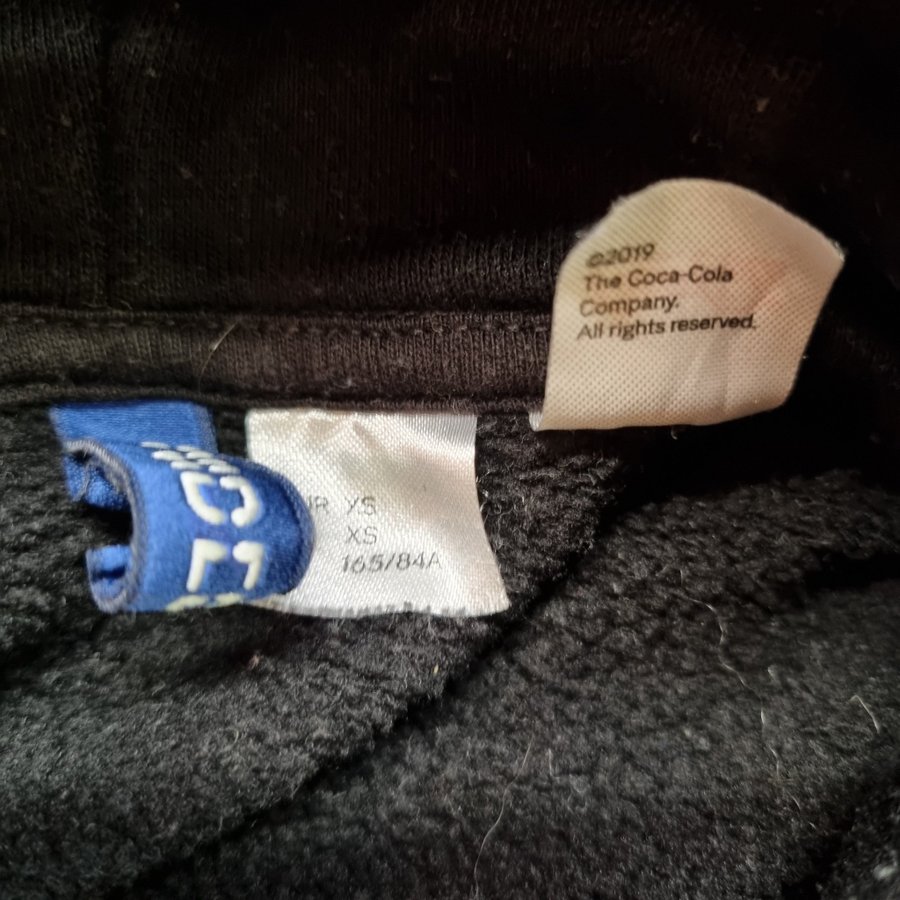 ©2019
The Coca-Cola
Company.
All rights reserved.
XS
XS
165/84A